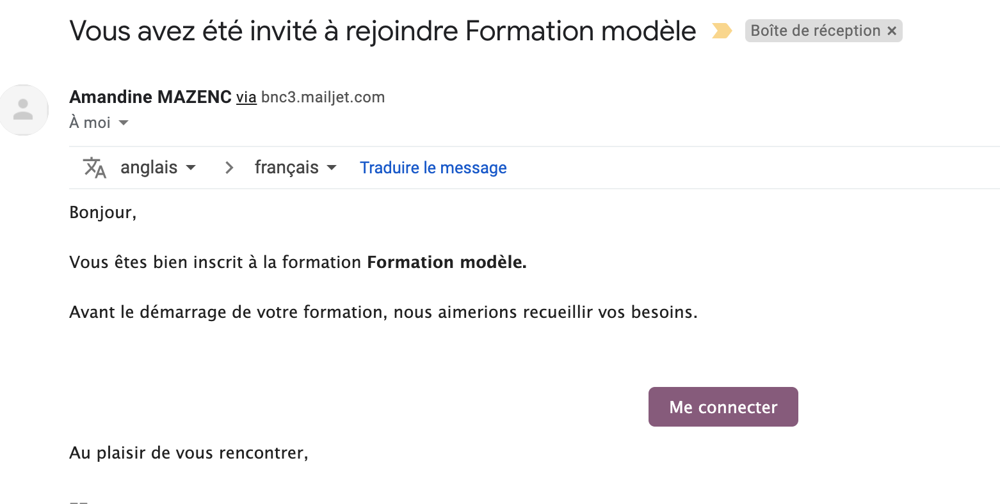 Vous avez été invité à rejoindre Formation modèle
Boîte de réception ×
Amandine MAZENC via bnc3.mailjet.com
À moi
anglais > français Traduire le message
Bonjour,
Vous êtes bien inscrit à la formation Formation modèle.
Avant le démarrage de votre formation, nous aimerions recueillir vos besoins.
Me connecter
Au plaisir de vous rencontrer,